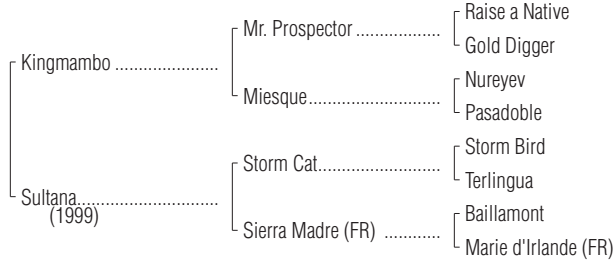 Raise a Native
Mr. Prospector ..................
Gold Digger
Kingmambo ......................
Nureyev
Miesque............................
Pasadoble
Storm Bird
Storm Cat..........................
Terlingua
Sultana..............................
(1999)
Baillamont
Sierra Madre (FR) ............
Marie d'Irlande (FR)